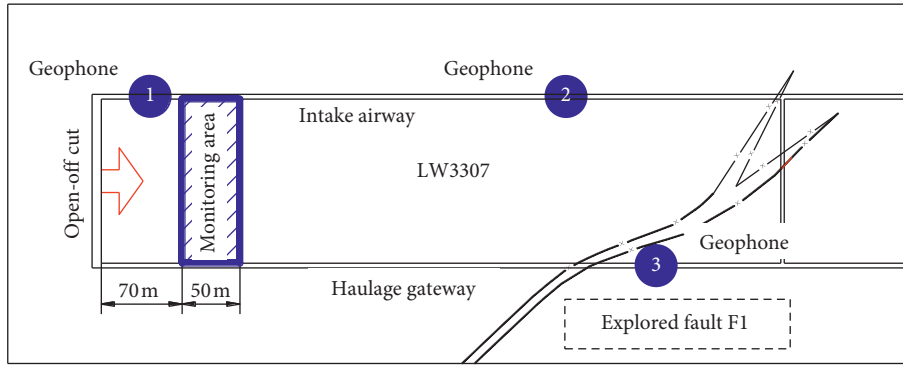 Geophone
Geophone
1
2
Intake airway
Open-off cut
Monitoring area
LW3307
Geophone
3
70 m
50 m
Haulage gateway
Explored fault F1